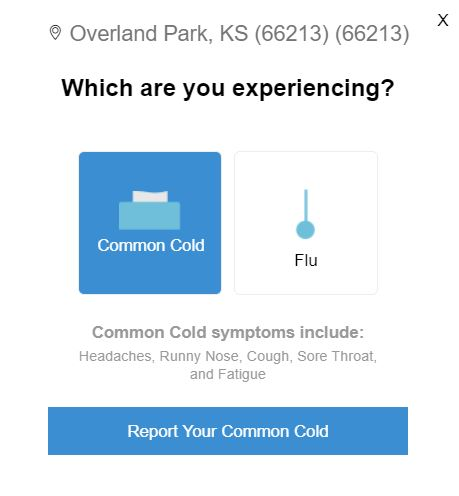 Overland Park, KS (66213) (66213)
X
Which are you experiencing?
Common Cold
Flu
Common Cold symptoms include:
Headaches, Runny Nose, Cough, Sore Throat,
and Fatigue
Report Your Common Cold